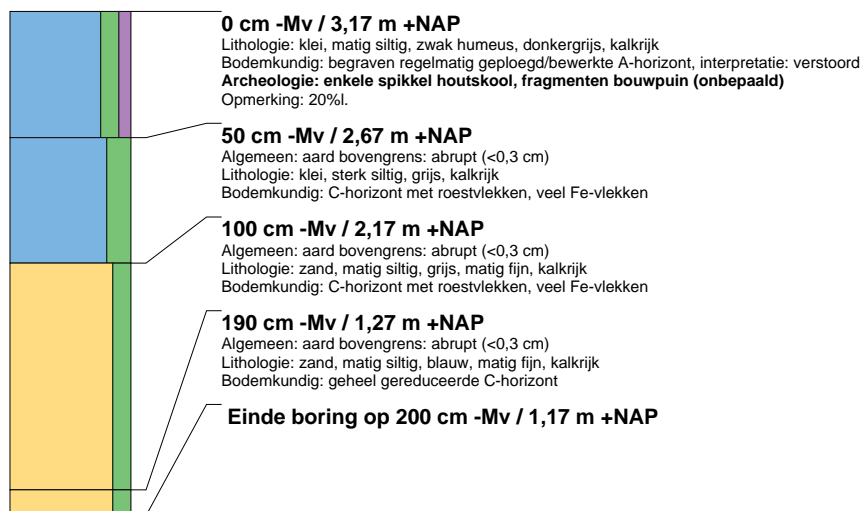 0 cm -Mv / 3,17 m +NAP
Lithologie: klei, matig siltig, zwak humeus, donkergrijs, kalkrijk
Bodemkundig: begraven regelmatig geploegd/bewerkte A-horizont, interpretatie: verstoord
Archeologie: enkele spikkel houtskool, fragmenten bouwpuin (onbepaald)
Opmerking: 20%l.
50 cm -Mv / 2,67 m +NAP
Algemeen: aard bovengrens: abrupt (<0,3 cm)
Lithologie: klei, sterk siltig, grijs, kalkrijk
Bodemkundig: C-horizont met roestvlekken, veel Fe-vlekken
100 cm -Mv / 2,17 m +NAP
Algemeen: aard bovengrens: abrupt (<0,3 cm)
Lithologie: zand, matig siltig, grijs, matig fijn, kalkrijk
Bodemkundig: C-horizont met roestvlekken, veel Fe-vlekken
190 cm -Mv / 1,27 m +NAP
Algemeen: aard bovengrens: abrupt (<0,3 cm)
Lithologie: zand, matig siltig, blauw, matig fijn, kalkrijk
Bodemkundig: geheel gereduceerde C-horizont
Einde boring op 200 cm -Mv / 1,17 m +NAP